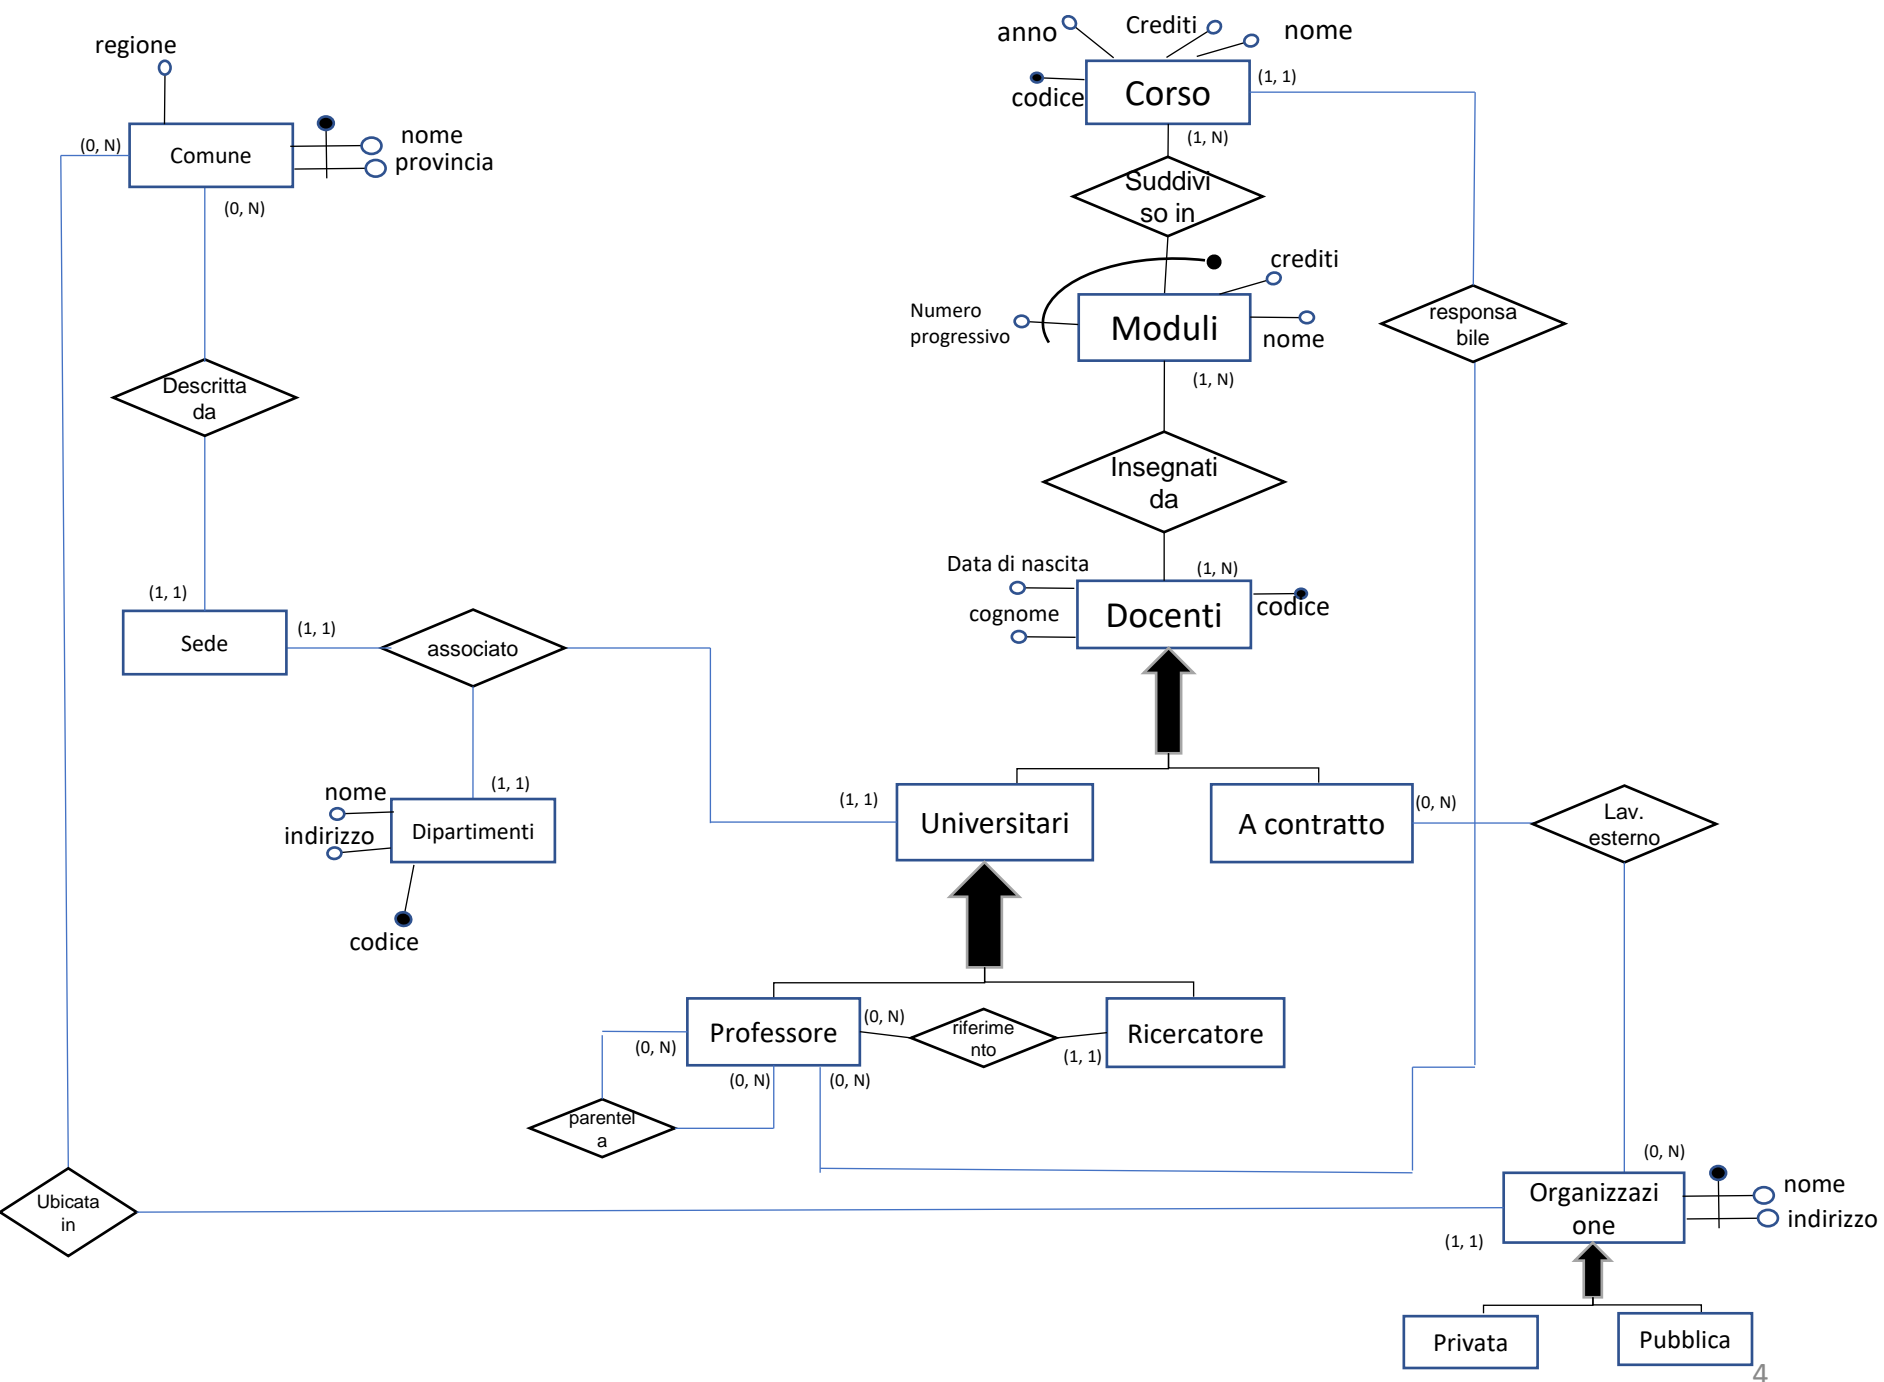 regione
(0, N)
Comune
nome
provincia
(0, N)
anno
Crediti
nome
codice
Corso
(1, 1)
(1, N)
Suddivi
so in
crediti
Numero
progressivo
Moduli
nome
(1, N)
responsa
bile
Descritta
da
Insegnati
da
Data di nascita
cognome
(1, N)
Docenti
codice
(1, 1)
Sede
(1, 1)
associato
nome
indirizzo
(1, 1)
Dipartimenti
codice
(1, 1)
Universitari
A contratto
(0, N)
Lav.
esterno
Professore
(0, N)
riferime
nto
(1, 1)
Ricercatore
(0, N)
(0, N)
(0, N)
parentel
a
Ubicata
in
(0, N)
Organizzazi
one
nome
indirizzo
(1, 1)
Privata
Pubblica
4